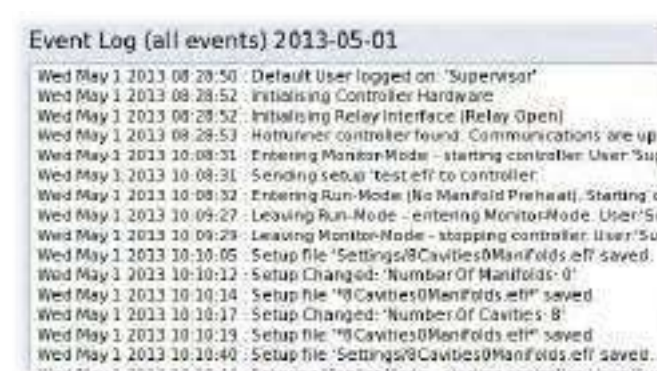 Event Log (all events) 2013-05-01
Wed May 1 2013 08:28:50 : Default User logged on: 'Supervisor'
Wed May 1 2013 08:28:52 : Initialising Controller Hardware
Wed May 1 2013 08:28:52 : Initialising Relay Interface (Relay Open)
Wed May 1 2013 08:28:53 : Hotrunner controller found. Communications are up
Wed May 1 2013 10:08:31 : Entering Monitor-Mode - starting controller. User:'Sup
Wed May 1 2013 10:08:31 : Sending setup 'test.efi' to controller.
Wed May 1 2013 10:08:32 : Entering Run-Mode (No Manifold Preheat). Starting
Wed May 1 2013 10:09:27 : Leaving Run-Mode - entering Monitor-Mode. User:'S
Wed May 1 2013 10:09:29 : Leaving Monitor-Mode - stopping controller. User:'Su
Wed May 1 2013 10:10:05 : Setup file 'Settings/8Cavities0Manifolds.efi' saved.
Wed May 1 2013 10:10:12 : Setup Changed: 'Number Of Manifolds: 0'
Wed May 1 2013 10:10:14 : Setup file '*8Cavities0Manifolds.efi*' saved
Wed May 1 2013 10:10:17 : Setup Changed: 'Number Of Cavities: 8'
Wed May 1 2013 10:10:19 : Setup file '*8Cavities0Manifolds.efi*' saved
Wed May 1 2013 10:10:40 : Setup file 'Settings/8Cavities0Manifolds.efi' saved.